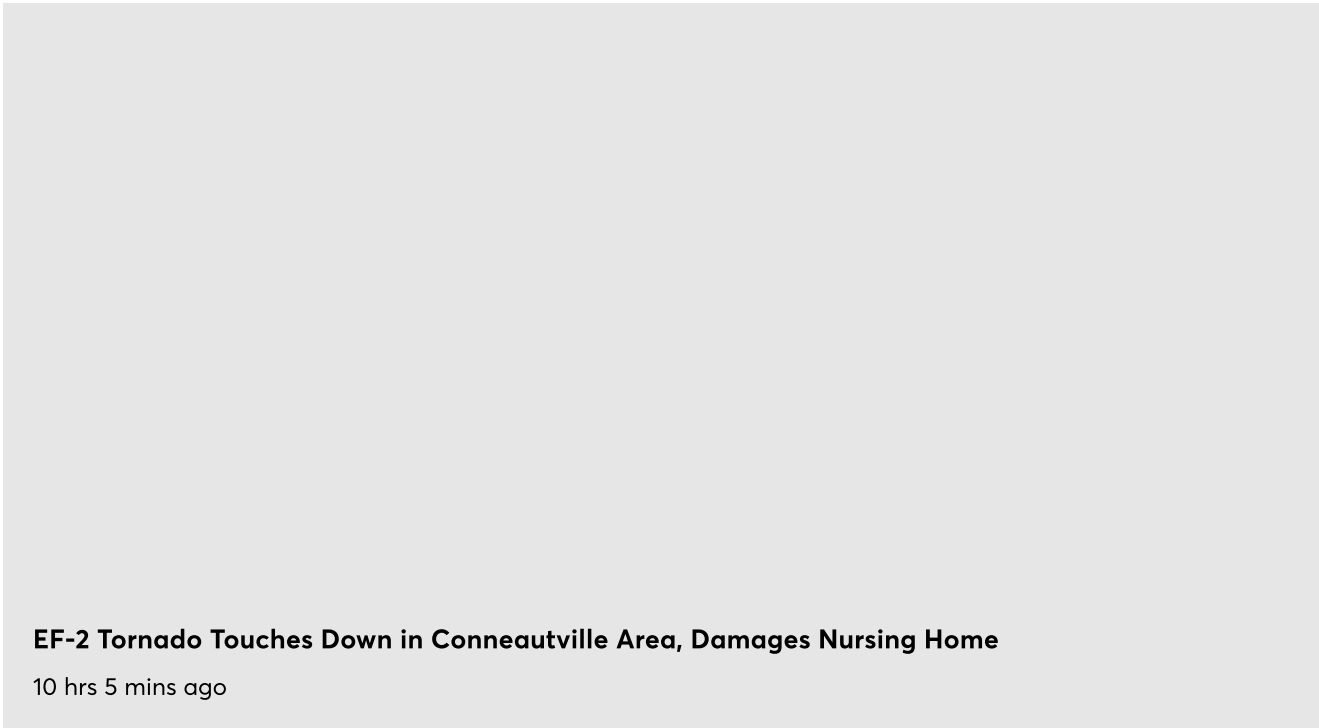 EF-2 Tornado Touches Down in Conneautville Area, Damages Nursing Home
10 hrs 5 mins ago